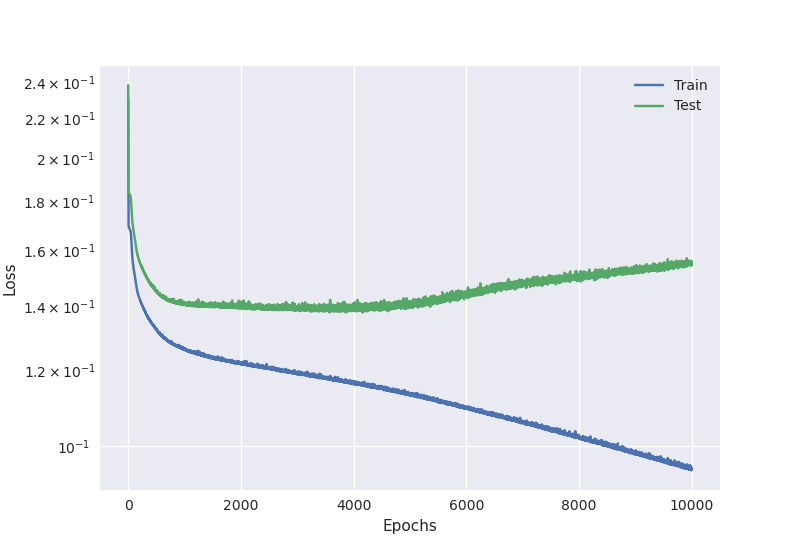 2.4 × 10⁻¹
2.2 × 10⁻¹
2 × 10⁻¹
1.8 × 10⁻¹
1.6 × 10⁻¹
1.4 × 10⁻¹
1.2 × 10⁻¹
10⁻¹
Loss
Train
Test
0 2000 4000 6000 8000 10000
Epochs